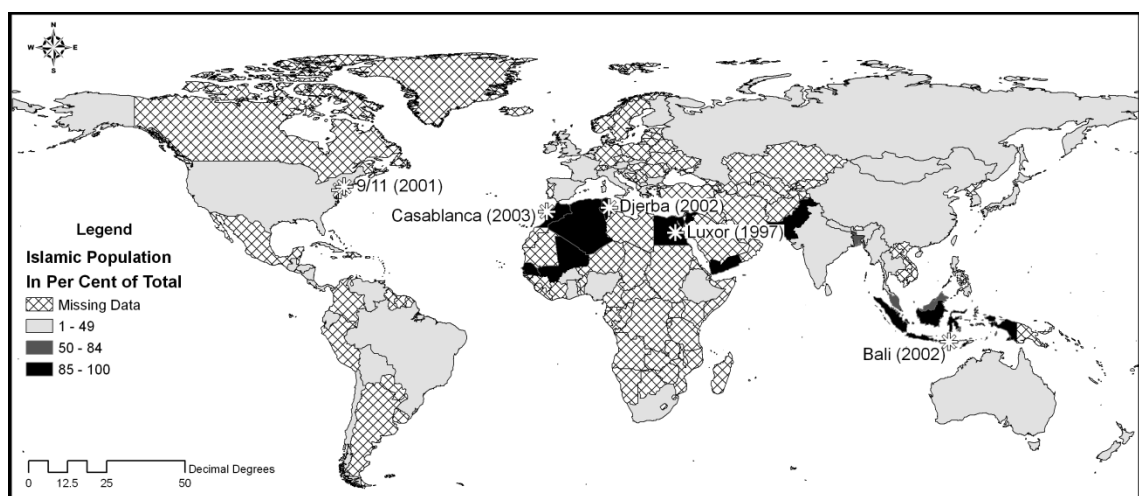 N
W E
S
9/11 (2001)
Casablanca (2003)
Djerba (2002)
Luxor (1997)
Bali (2002)
Legend
Islamic Population
In Per Cent of Total
Missing Data
1 - 49
50 - 84
85 - 100
Decimal Degrees
0 12.5 25 50